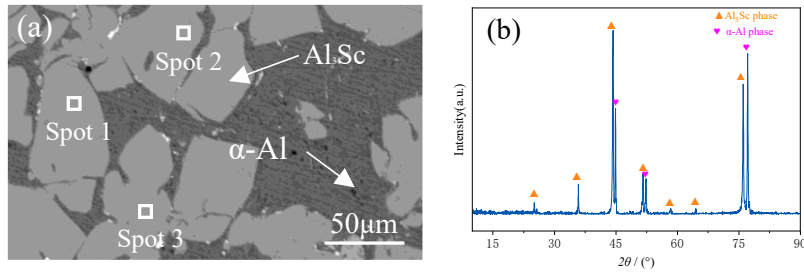 (a)
Spot 2
Al₃Sc
Spot 1
α-Al
Spot 3
50μm
(b)
Al₃Sc phase
α-Al phase
Intensity(a.u.)
15 30 45 60 75 90
2θ / (°)